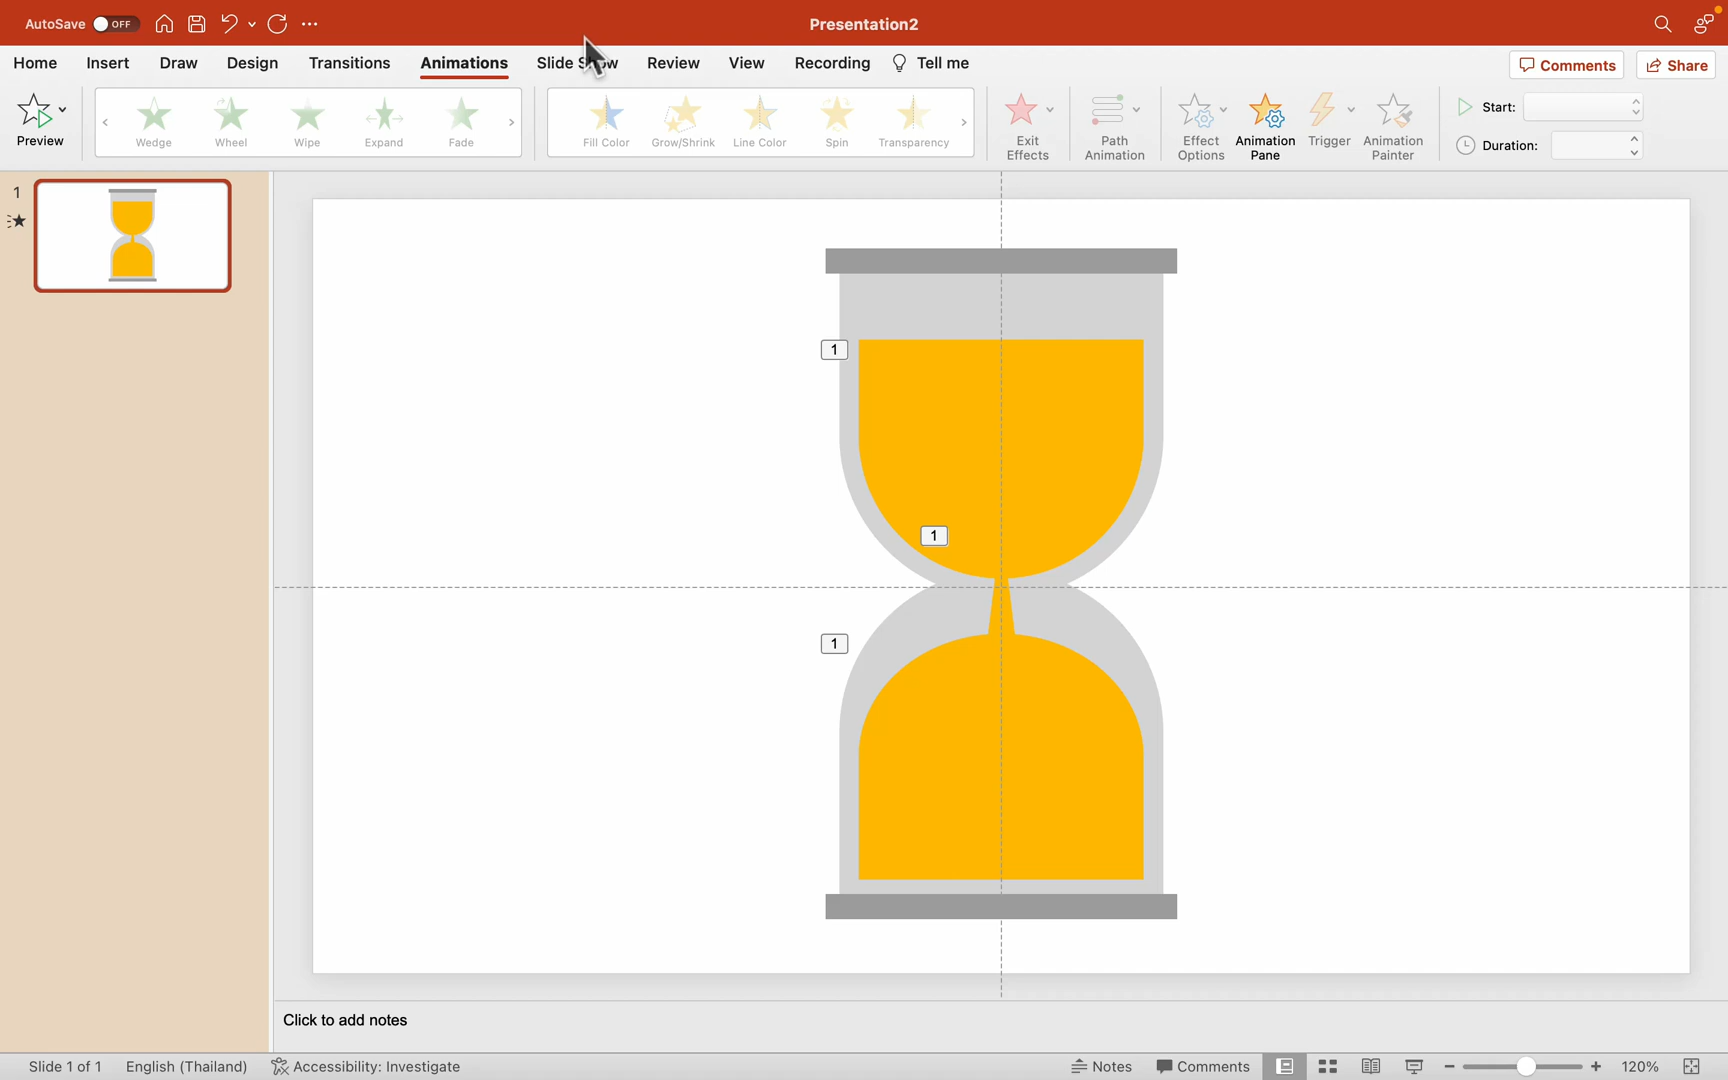 AutoSave OFF
Presentation2
Home Insert Draw Design Transitions Animations Slide Show Review View Recording Tell me
Comments Share
Preview
Wedge Wheel Wipe Expand Fade
Fill Color Grow/Shrink Line Color Spin Transparency
Exit Effects
Path Animation
Effect Options
Animation Pane
Trigger
Animation Painter
Start:
Duration:
1
1
1
1
Click to add notes
Slide 1 of 1 English (Thailand) Accessibility: Investigate
Notes Comments 120%